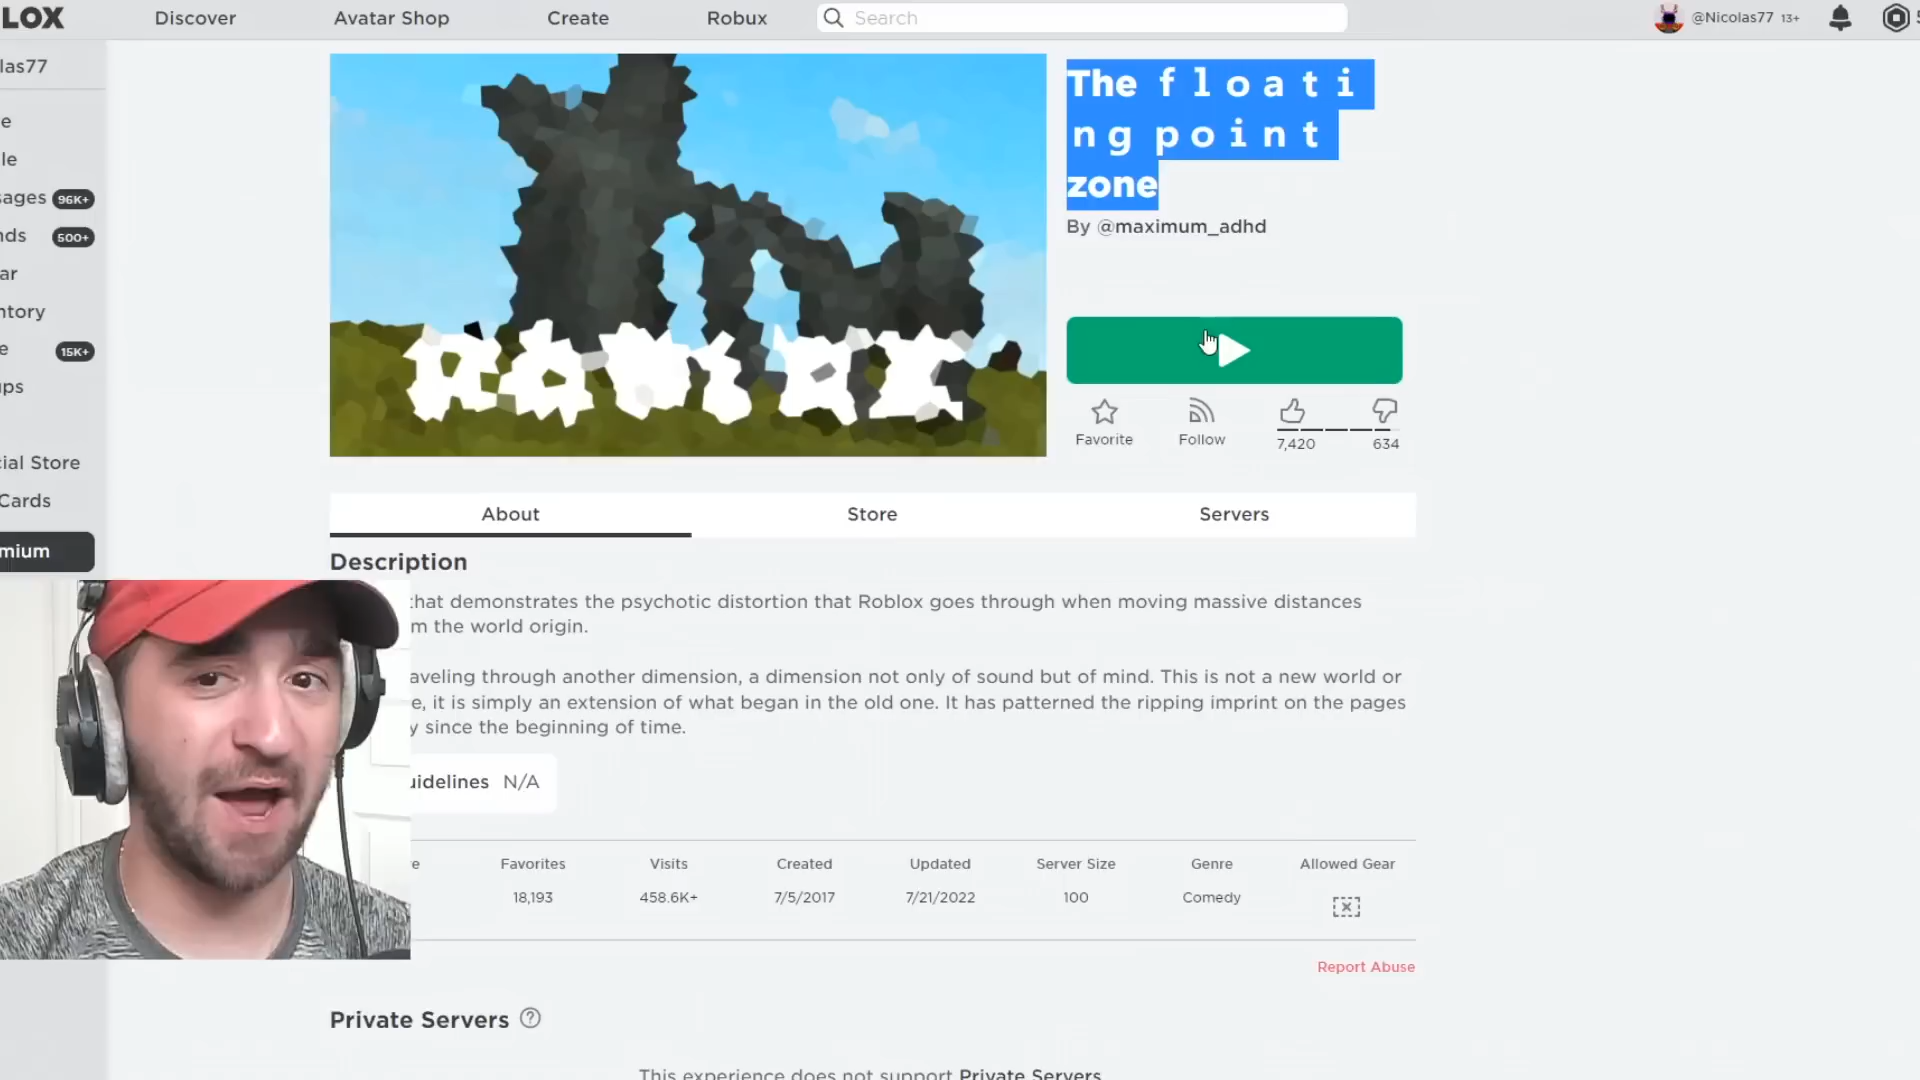 LOX Discover Avatar Shop Create Robux Search @Nicolas77 13+
las77
e
le
sages 96K+
nds 500+
ar
ntory
e 15K+
ups
cial Store
Cards
mium
The f l o a t i
n g p o i n t
zone
By @maximum_adhd
Favorite Follow 7,420 634
About Store Servers
Description
that demonstrates the psychotic distortion that Roblox goes through when moving massive distances
m the world origin.
aveling through another dimension, a dimension not only of sound but of mind. This is not a new world or
e, it is simply an extension of what began in the old one. It has patterned the ripping imprint on the pages
y since the beginning of time.
uidelines N/A
e Favorites Visits Created Updated Server Size Genre Allowed Gear
18,193 458.6K+ 7/5/2017 7/21/2022 100 Comedy
Report Abuse
Private Servers
This experience does not support Private Servers